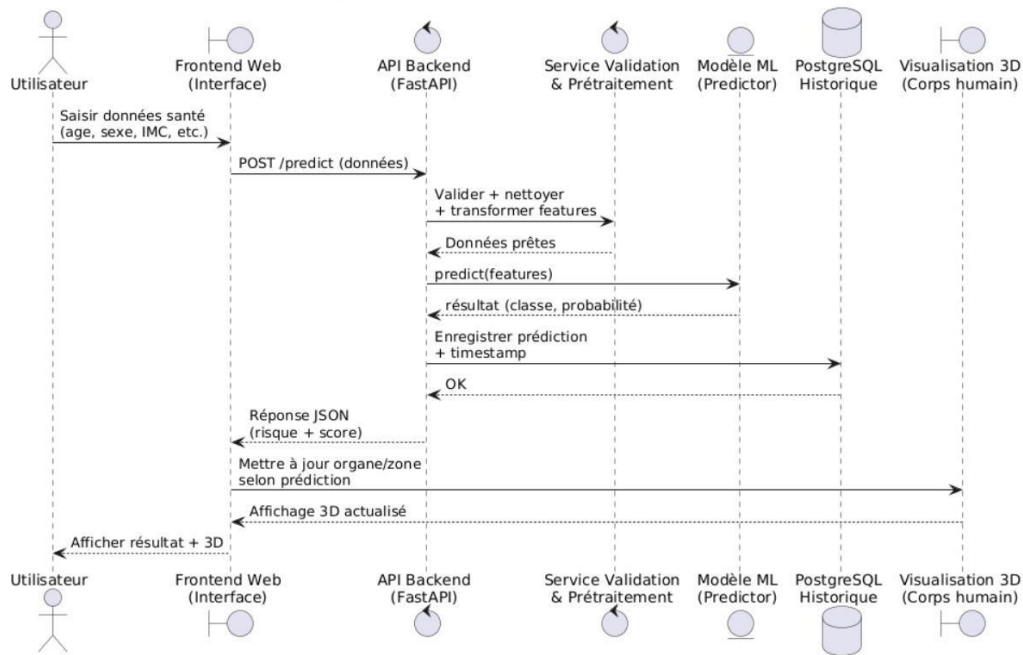 Utilisateur
Frontend Web
(Interface)
API Backend
(FastAPI)
Service Validation
& Prétraitement
Modèle ML
(Predictor)
PostgreSQL
Historique
Visualisation 3D
(Corps humain)
Saisir données santé
(age, sexe, IMC, etc.)
POST /predict (données)
Valider + nettoyer
+ transformer features
Données prêtes
predict(features)
résultat (classe, probabilité)
Enregistrer prédiction
+ timestamp
OK
Réponse JSON
(risque + score)
Mettre à jour organe/zone
selon prédiction
Affichage 3D actualisé
Afficher résultat + 3D
Utilisateur
Frontend Web
(Interface)
API Backend
(FastAPI)
Service Validation
& Prétraitement
Modèle ML
(Predictor)
PostgreSQL
Historique
Visualisation 3D
(Corps humain)